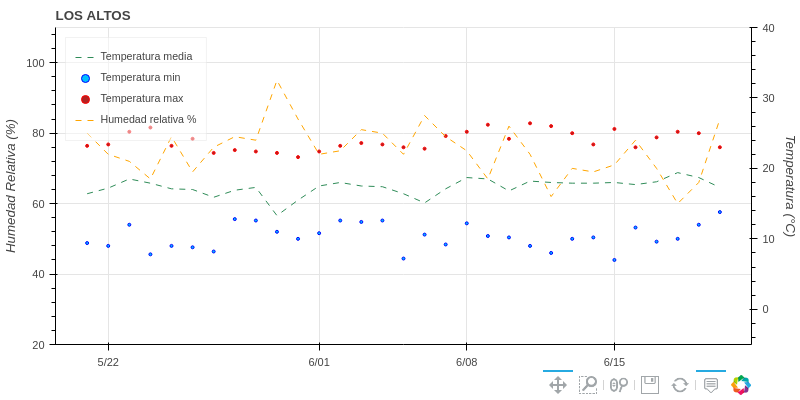 LOS ALTOS
Temperatura media
Temperatura min
Temperatura max
Humedad relativa %
Humedad Relativa (%)
100
80
60
40
20
Temperatura (°C)
40
30
20
10
0
5/22
6/01
6/08
6/15